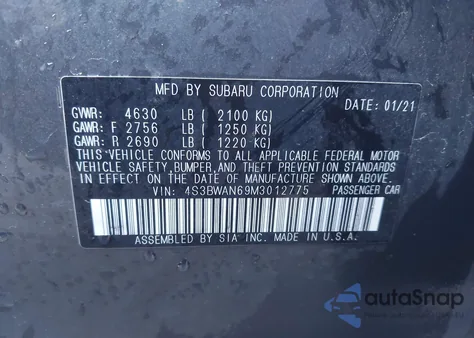 MFD BY SUBARU CORPORATION
DATE: 01/21
GVWR: 4630 LB ( 2100 KG)
GAWR: F 2756 LB ( 1250 KG)
GAWR: R 2690 LB ( 1220 KG)
THIS VEHICLE CONFORMS TO ALL APPLICABLE FEDERAL MOTOR
VEHICLE SAFETY, BUMPER, AND THEFT PREVENTION STANDARDS
IN EFFECT ON THE DATE OF MANUFACTURE SHOWN ABOVE.
VIN: 4S3BWAN69M3012775 PASSENGER CAR
ASSEMBLED BY SIA INC. MADE IN U.S.A.
autoSnap